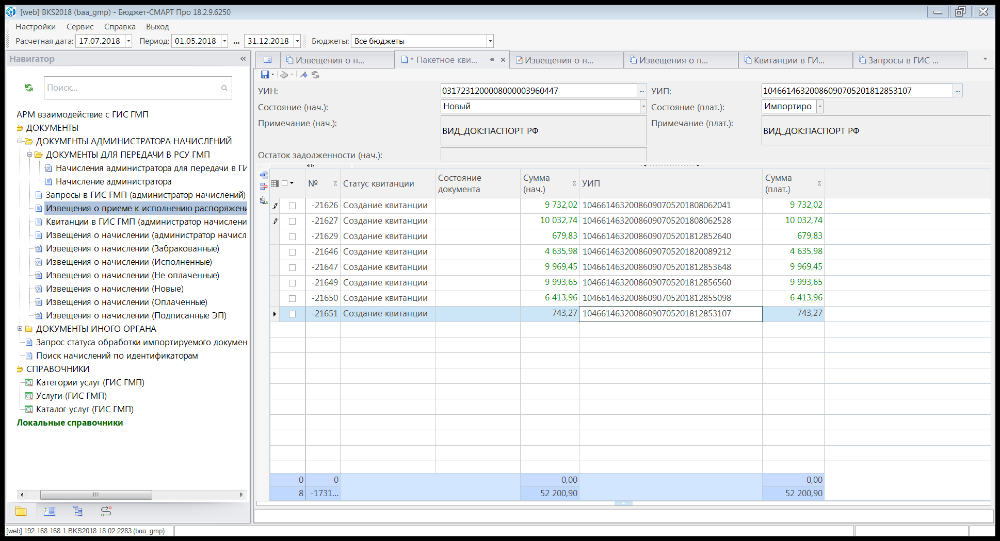 [web] BKS2018 (baa_gmp) - Бюджет-СМАРТ Про 18.2.9.6250
Настройки Сервис Справка Выход
Расчетная дата: 17.07.2018 Период: 01.05.2018 ... 31.12.2018 Бюджеты: Все бюджеты
Навигатор «
Поиск...
АРМ взаимодействие с ГИС ГМП
ДОКУМЕНТЫ
ДОКУМЕНТЫ АДМИНИСТРАТОРА НАЧИСЛЕНИЙ
ДОКУМЕНТЫ ДЛЯ ПЕРЕДАЧИ В РСУ ГМП
Начисления администратора для передачи в ГИ
Начисление администратора
Запросы в ГИС ГМП (администратор начислений)
Извещения о приеме к исполнению распоряжени
Квитанции в ГИС ГМП (администратор начислени
Извещения о начислении (администратор начисл
Извещения о начислении (Забракованные)
Извещения о начислении (Исполненные)
Извещения о начислении (Не оплаченные)
Извещения о начислении (Новые)
Извещения о начислении (Оплаченные)
Извещения о начислении (Подписанные ЭП)
ДОКУМЕНТЫ ИНОГО ОРГАНА
Запрос статуса обработки импортируемого докумен
Поиск начислений по идентификаторам
СПРАВОЧНИКИ
Категории услуг (ГИС ГМП)
Услуги (ГИС ГМП)
Каталог услуг (ГИС ГМП)
Локальные справочники
Извещения о н... * Пакетное кви... Извещения о н... Извещения о п... Квитанции в ГИ... Запросы в ГИС ...
УИН: 0317231200008000003960447 ... УИП: 10466146320086090705201812853107 ...
Состояние (нач.): Новый Состояние (плат.): Импортиро
Примечание (нач.): ВИД_ДОК:ПАСПОРТ РФ Примечание (плат.): ВИД_ДОК:ПАСПОРТ РФ
Остаток задолженности (нач.):
№ Σ Статус квитанции Состояние документа Сумма (нач.) Σ УИП Сумма (плат.) Σ
-21626 Создание квитанции 9 732,02 10466146320086090705201808062041 9 732,02
-21627 Создание квитанции 10 032,74 10466146320086090705201808062528 10 032,74
-21629 Создание квитанции 679,83 10466146320086090705201812852640 679,83
-21646 Создание квитанции 4 635,98 10466146320086090705201820089212 4 635,98
-21647 Создание квитанции 9 969,45 10466146320086090705201812853648 9 969,45
-21649 Создание квитанции 9 993,65 10466146320086090705201812856560 9 993,65
-21650 Создание квитанции 6 413,96 10466146320086090705201812855098 6 413,96
-21651 Создание квитанции 743,27 10466146320086090705201812853107 743,27
0 0 0,00 0,00
8 -1731... 52 200,90 52 200,90
[web] 192.168.168.1.BKS2018 18.02.2283 (baa_gmp)